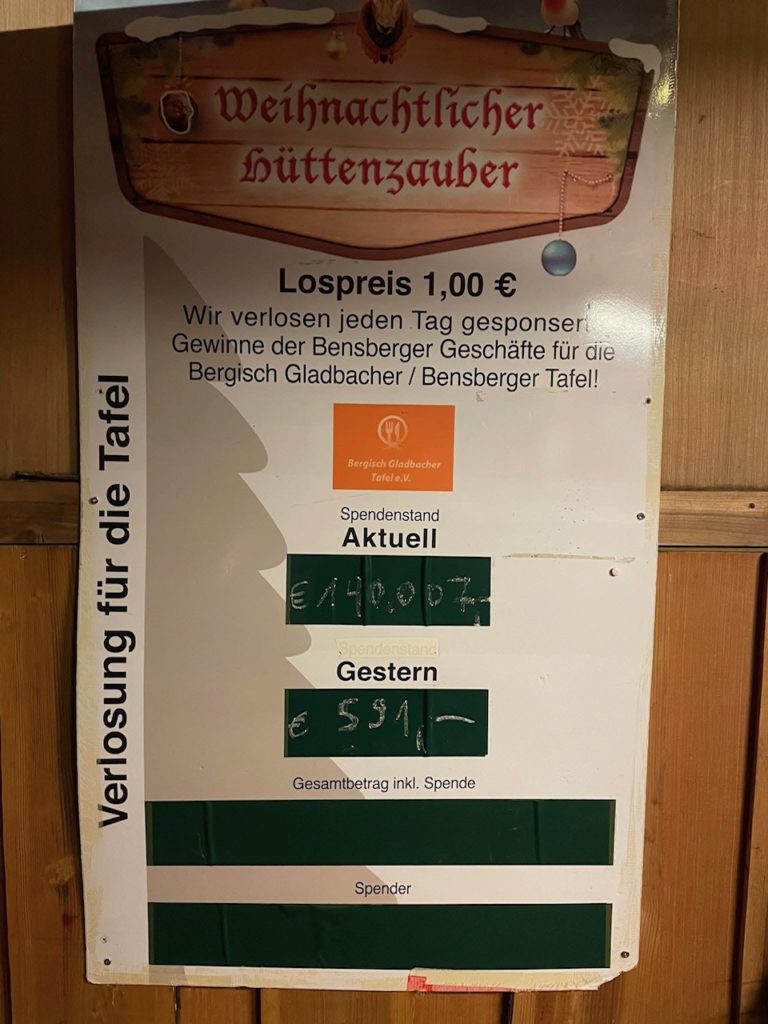 Weihnachtlicher
Hüttenzauber
Lospreis 1,00 €
Wir verlosen jeden Tag gesponsert
Gewinne der Bensberger Geschäfte für die
Bergisch Gladbacher / Bensberger Tafel!
Verlosung für die Tafel
Bergisch Gladbacher
Tafel e.V.
Spendenstand
Aktuell
€ 140.007,-
Spendenstand
Gestern
€ 591,-
Gesamtbetrag inkl. Spende
Spender